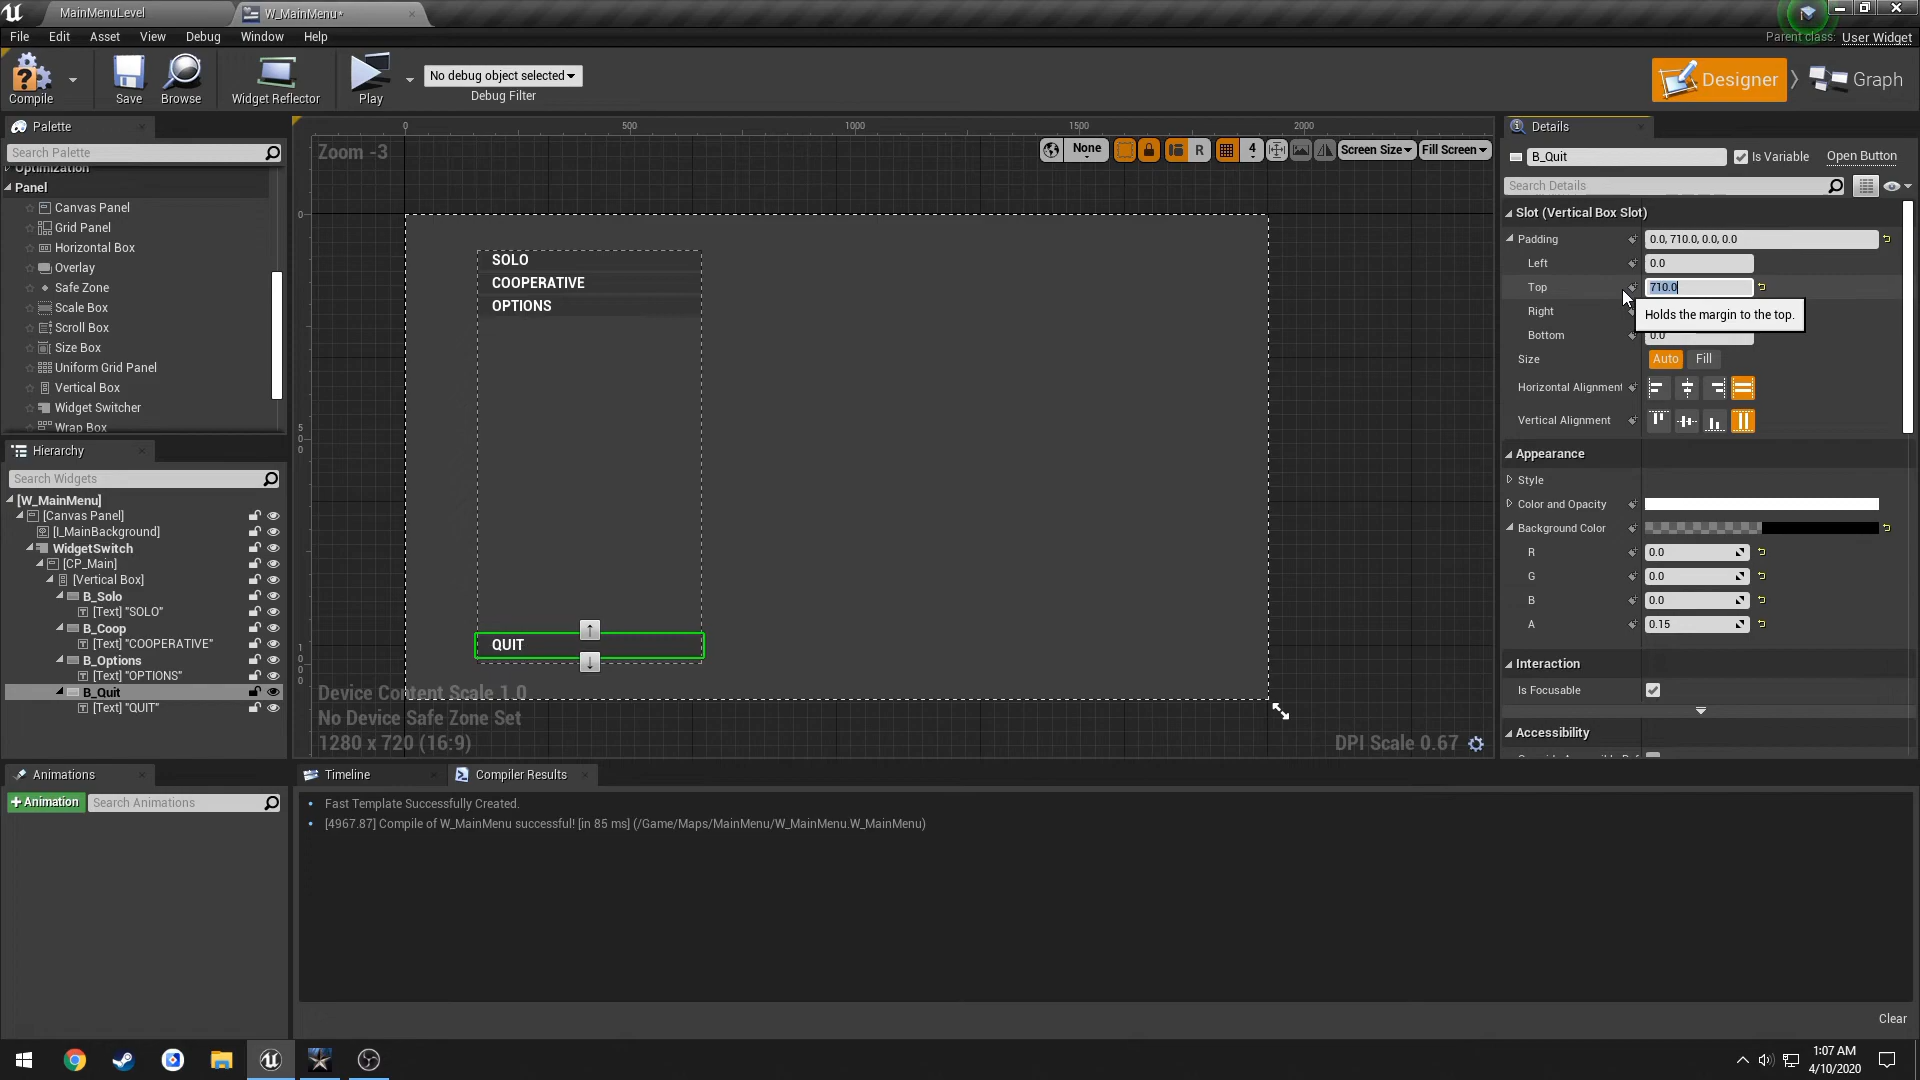 MainMenuLevel
W_MainMenu*
File Edit Asset View Debug Window Help
Parent class: User Widget
Compile
Save
Browse
Widget Reflector
Play
No debug object selected
Debug Filter
Designer
Graph
Palette
Search Palette
Optimization
Panel
Canvas Panel
Grid Panel
Horizontal Box
Overlay
Safe Zone
Scale Box
Scroll Box
Size Box
Uniform Grid Panel
Vertical Box
Widget Switcher
Wrap Box
Hierarchy
Search Widgets
[W_MainMenu]
[Canvas Panel]
[I_MainBackground]
WidgetSwitch
[CP_Main]
[Vertical Box]
B_Solo
[Text] "SOLO"
B_Coop
[Text] "COOPERATIVE"
B_Options
[Text] "OPTIONS"
B_Quit
[Text] "QUIT"
Animations
+Animation
Search Animations
0 500 1000 1500 2000
Zoom -3
None
R
4
Screen Size
Fill Screen
0
500
1000
SOLO
COOPERATIVE
OPTIONS
QUIT
Device Content Scale 1.0
No Device Safe Zone Set
1280 x 720 (16:9)
DPI Scale 0.67
Timeline
Compiler Results
Fast Template Successfully Created.
[4967.87] Compile of W_MainMenu successful! [in 85 ms] (/Game/Maps/MainMenu/W_MainMenu.W_MainMenu)
Clear
Details
B_Quit
Is Variable
Open Button
Search Details
Slot (Vertical Box Slot)
Padding 0.0, 710.0, 0.0, 0.0
Left 0.0
Top 710.0
Right
Holds the margin to the top.
Bottom 0.0
Size Auto Fill
Horizontal Alignment
Vertical Alignment
Appearance
Style
Color and Opacity
Background Color
R 0.0
G 0.0
B 0.0
A 0.15
Interaction
Is Focusable
Accessibility
1:07 AM
4/10/2020